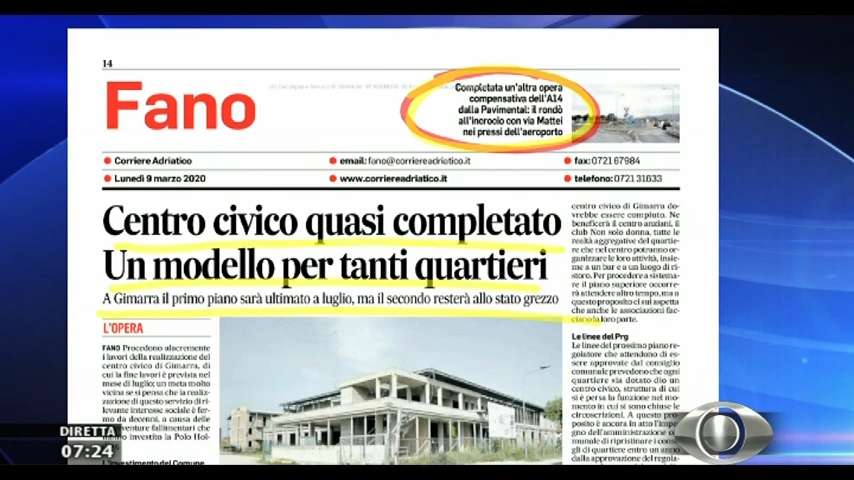 14
Fano
Completata un'altra opera
compensativa dell'A14
dalla Pavimental: il rondò
all'incrocio con via Mattei
nei pressi dell'aeroporto
Corriere Adriatico
email: fano@corriereadriatico.it
fax: 0721 67984
Lunedì 9 marzo 2020
www.corriereadriatico.it
telefono: 0721 31633
Centro civico quasi completato
Un modello per tanti quartieri
A Gimarra il primo piano sarà ultimato a luglio, ma il secondo resterà allo stato grezzo
L'OPERA
FANO Procedono alacremente
i lavori della realizzazione del
centro civico di Gimarra, di
cui la fine lavori è prevista nel
mese di luglio; un meta molto
vicina se si pensa che la realiz-
zazione di questo servizio di ri-
levante interesse sociale è fer-
mo da decenni, a causa delle
venture fallimentari che
nno investito la Polo Hol-
L'investimento del Comune
centro civico di Gimarra do-
vrebbe essere compiuto. Ne
beneficerà il centro anziani, il
club Non solo donna, tutte le
realtà aggregative del quartie-
re che nel centro potranno or-
ganizzare le loro attività, insie-
me a un bar e a un luogo di ri-
storo. Per procedere a sistema-
re il piano superiore occorre-
rà attendere altro tempo, ma a
questo proposito ci si aspetta
che anche le associazioni fac-
ciano la loro parte.
Le linee del Prg
Le linee del prossimo piano re-
golatore che attendono di es-
sere approvate dal consiglio
comunale prevedono che ogni
quartiere sia dotato dio un
centro civico, struttura di cui
si è persa la funzione nel mo-
mento in cui si sono chiuse le
circoscrizioni. A questo pro-
posito è ancora in atto l'impe-
gno dell'amministrazione co-
munale di ripristinare i consi-
gli di quartiere entro un anno
dalla approvazione del regola-
DIRETTA
07:24